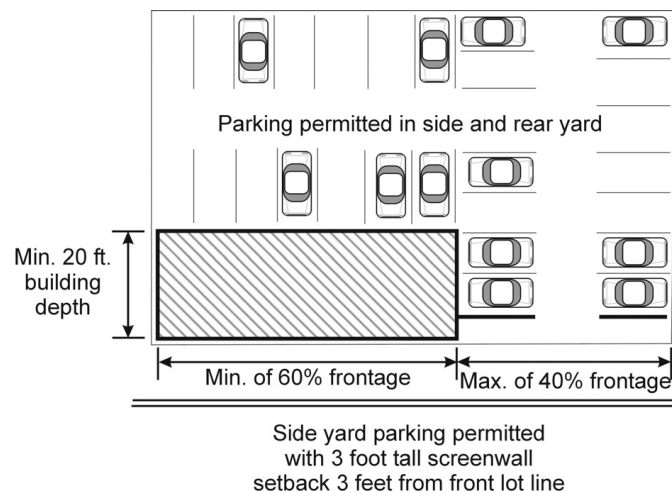 Parking permitted in side and rear yard
Min. 20 ft.
building
depth
Min. of 60% frontage
Max. of 40% frontage
Side yard parking permitted
with 3 foot tall screenwall
setback 3 feet from front lot line